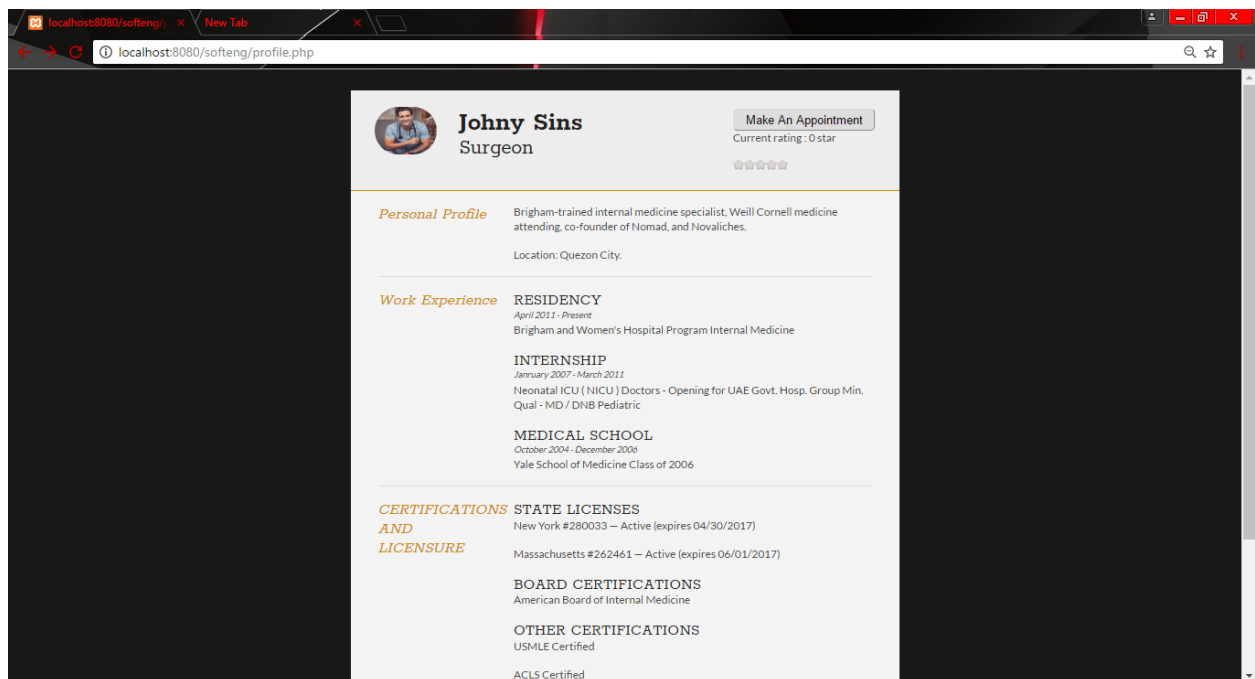 localhost:8080/softeng/p
New Tab
localhost:8080/softeng/profile.php
Johny Sins
Surgeon
Make An Appointment
Current rating : 0 star
Personal Profile
Brigham-trained internal medicine specialist, Weill Cornell medicine
attending, co-founder of Nomad, and Novaliches.
Location: Quezon City.
Work Experience
RESIDENCY
April 2011 - Present
Brigham and Women's Hospital Program Internal Medicine
INTERNSHIP
Janruary 2007 - March 2011
Neonatal ICU ( NICU ) Doctors - Opening for UAE Govt. Hosp. Group Min.
Qual - MD / DNB Pediatric
MEDICAL SCHOOL
October 2004 - December 2006
Yale School of Medicine Class of 2006
CERTIFICATIONS
AND
LICENSURE
STATE LICENSES
New York #280033 — Active (expires 04/30/2017)
Massachusetts #262461 — Active (expires 06/01/2017)
BOARD CERTIFICATIONS
American Board of Internal Medicine
OTHER CERTIFICATIONS
USMLE Certified
ACLS Certified